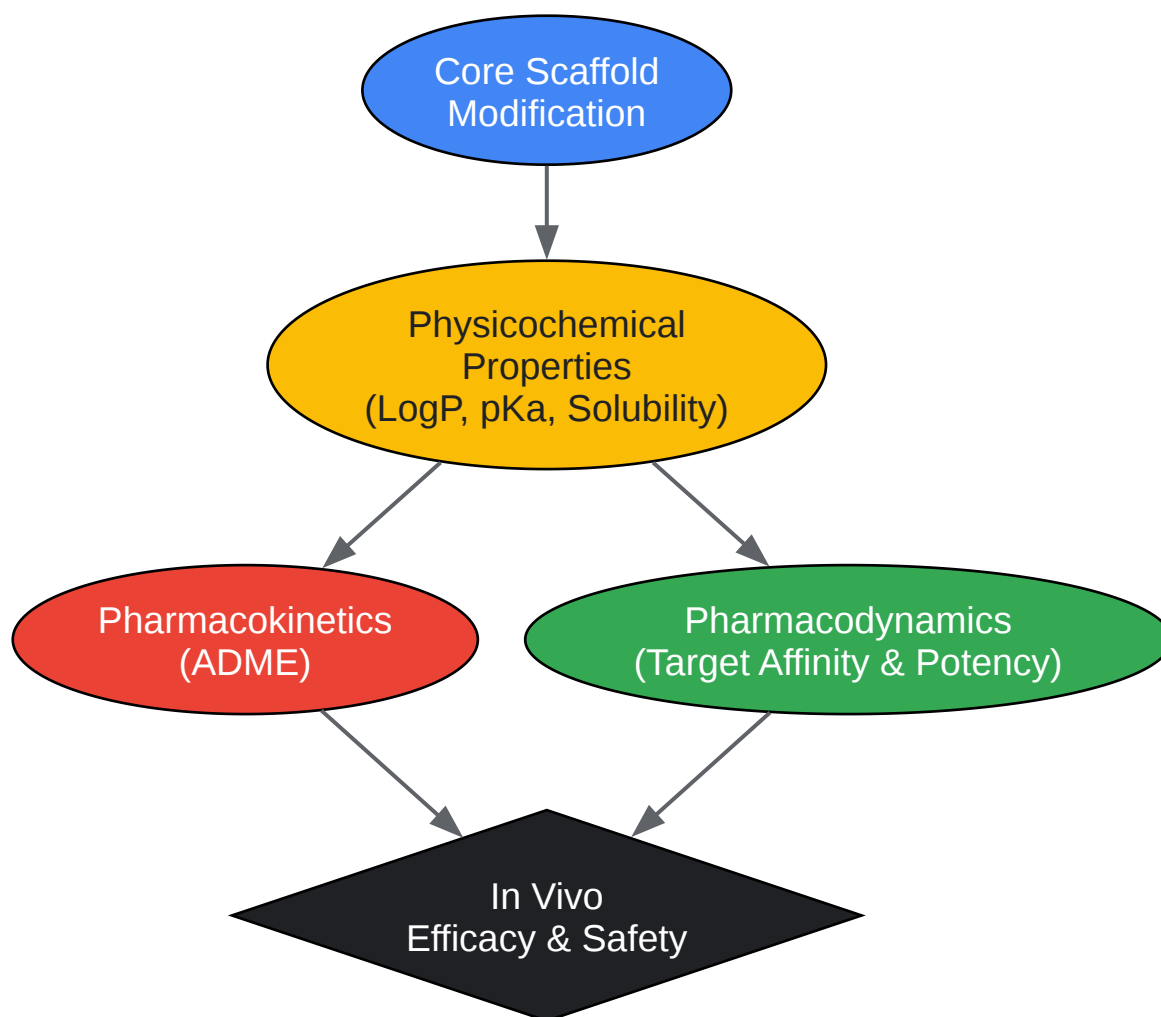 Core Scaffold
Modification
Physicochemical
Properties
(LogP, pKa, Solubility)
Pharmacokinetics
(ADME)
Pharmacodynamics
(Target Affinity & Potency)
In Vivo
Efficacy & Safety